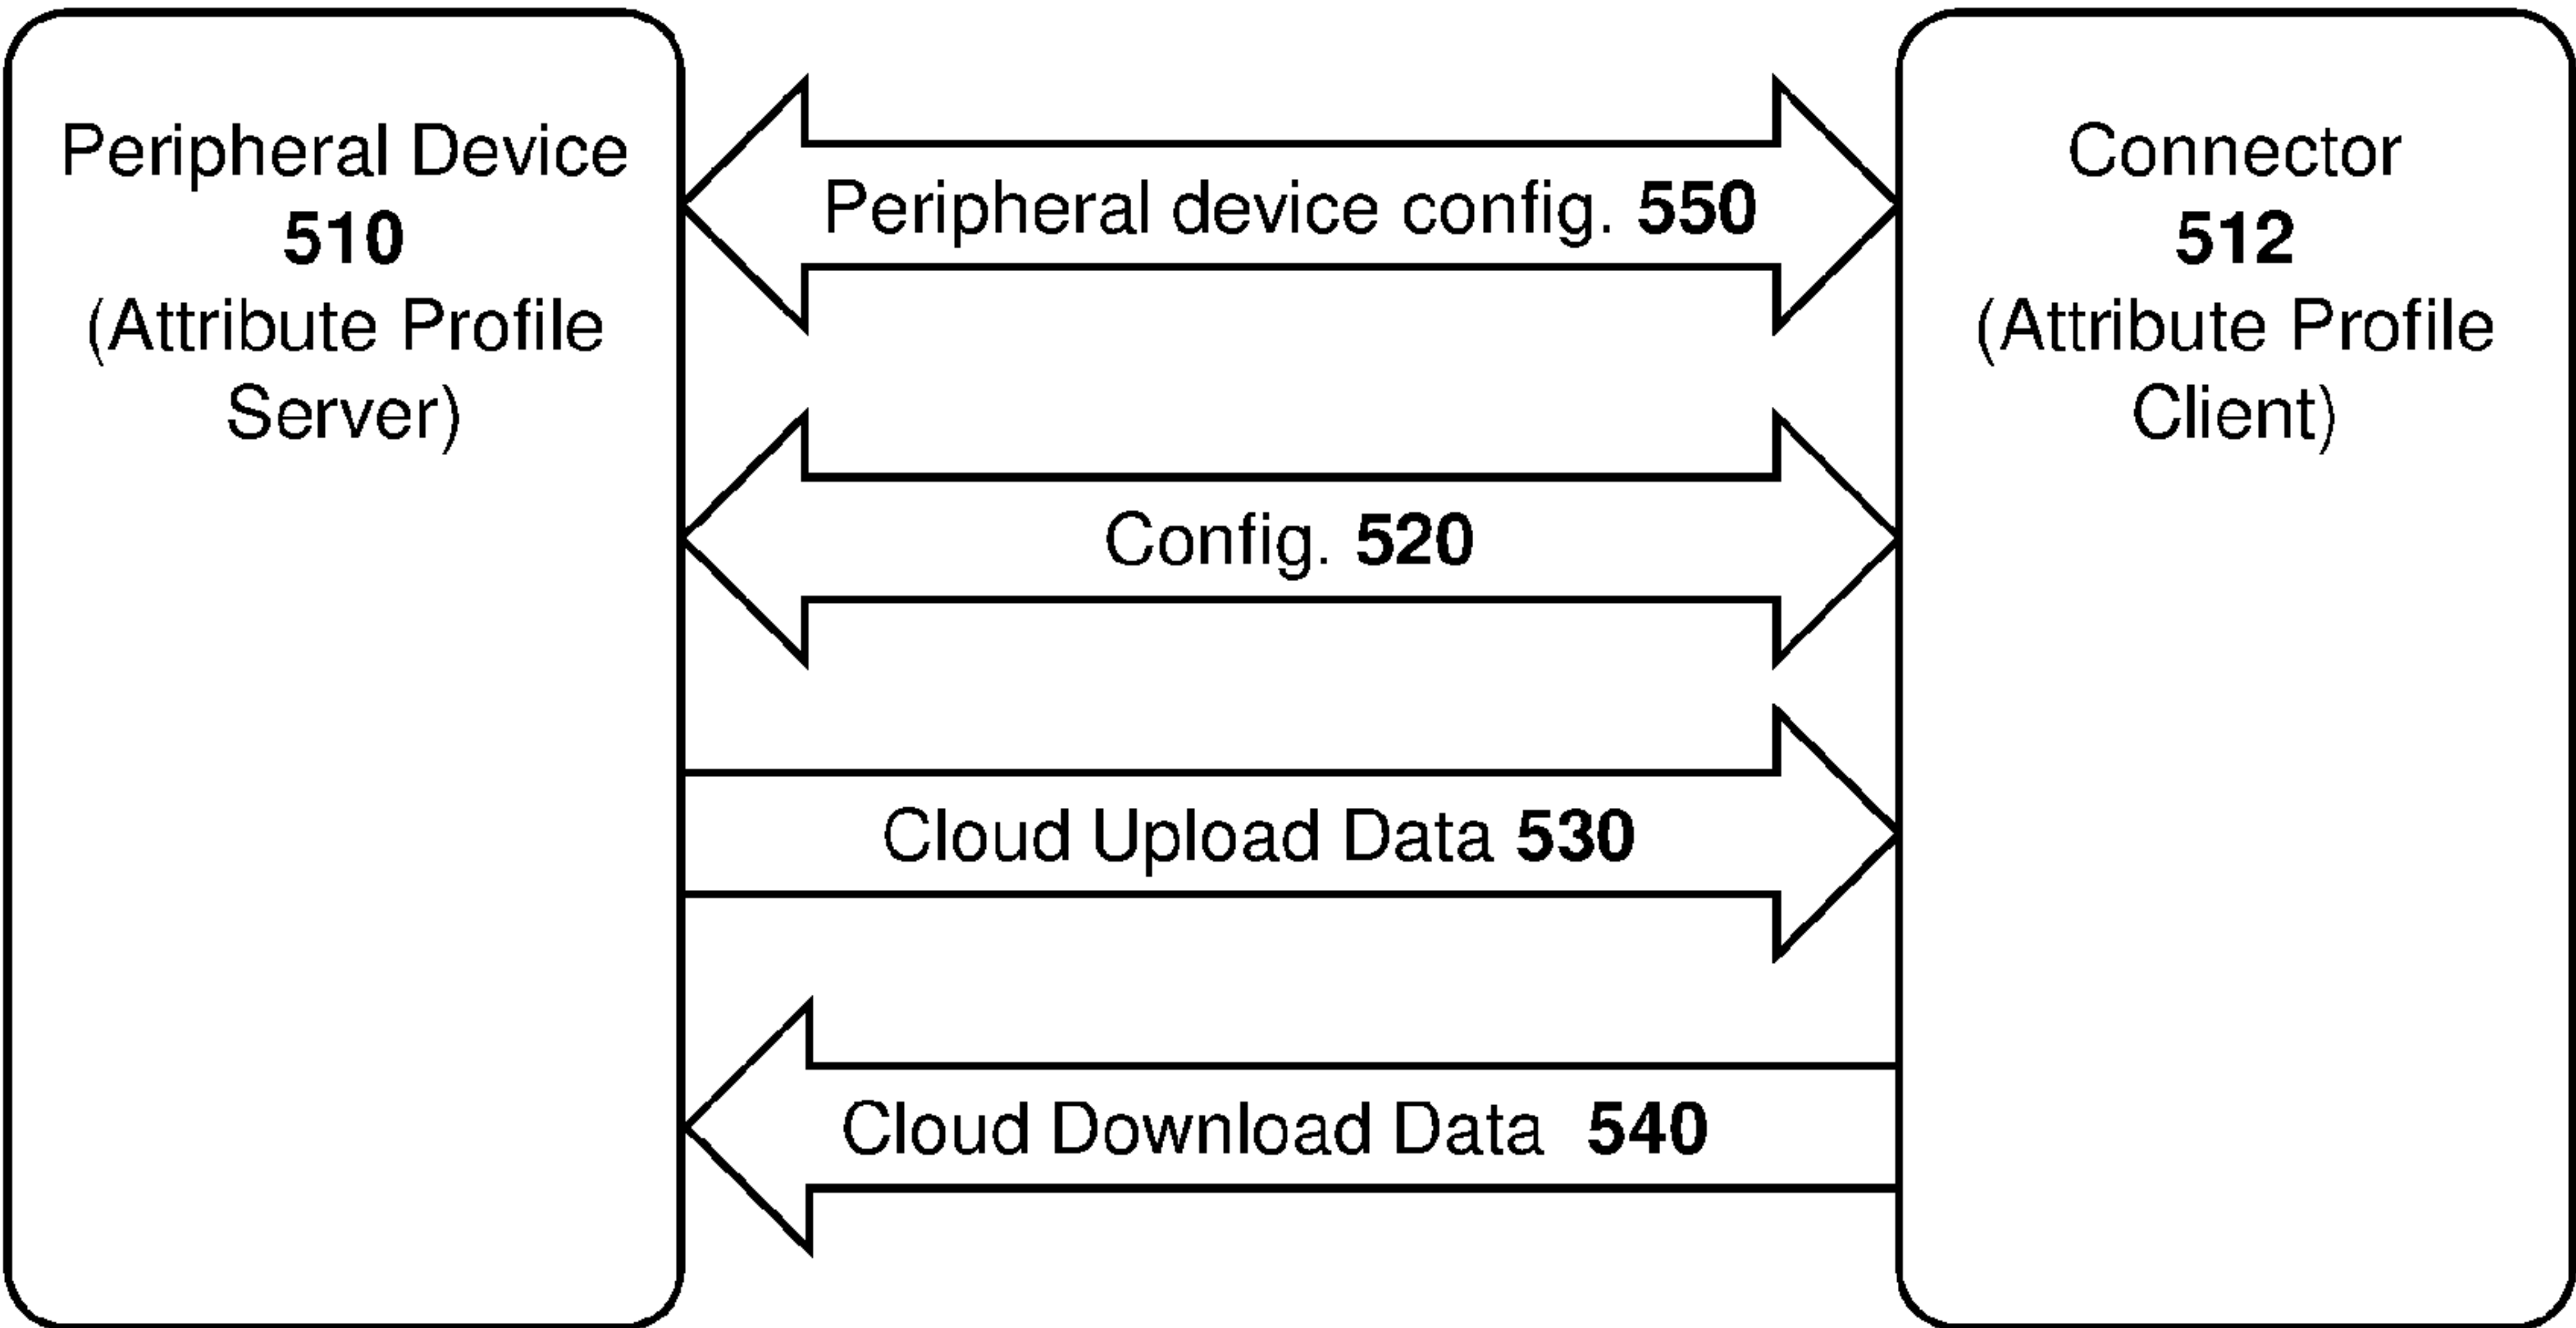 Peripheral Device
510
(Attribute Profile
Server)
Peripheral device config. 550
Config. 520
Cloud Upload Data 530
Cloud Download Data 540
Connector
512
(Attribute Profile
Client)